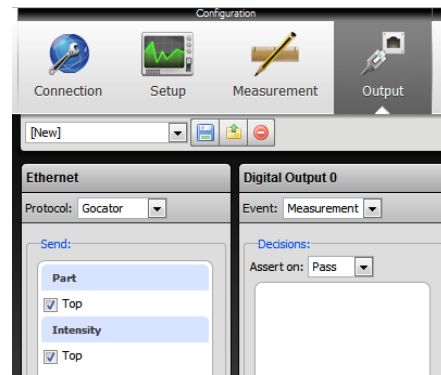 Configuration
Connection Setup Measurement Output
[New]
Ethernet
Protocol: Gocator
Send:
Part
Top
Intensity
Top
Digital Output 0
Event: Measurement
Decisions:
Assert on: Pass